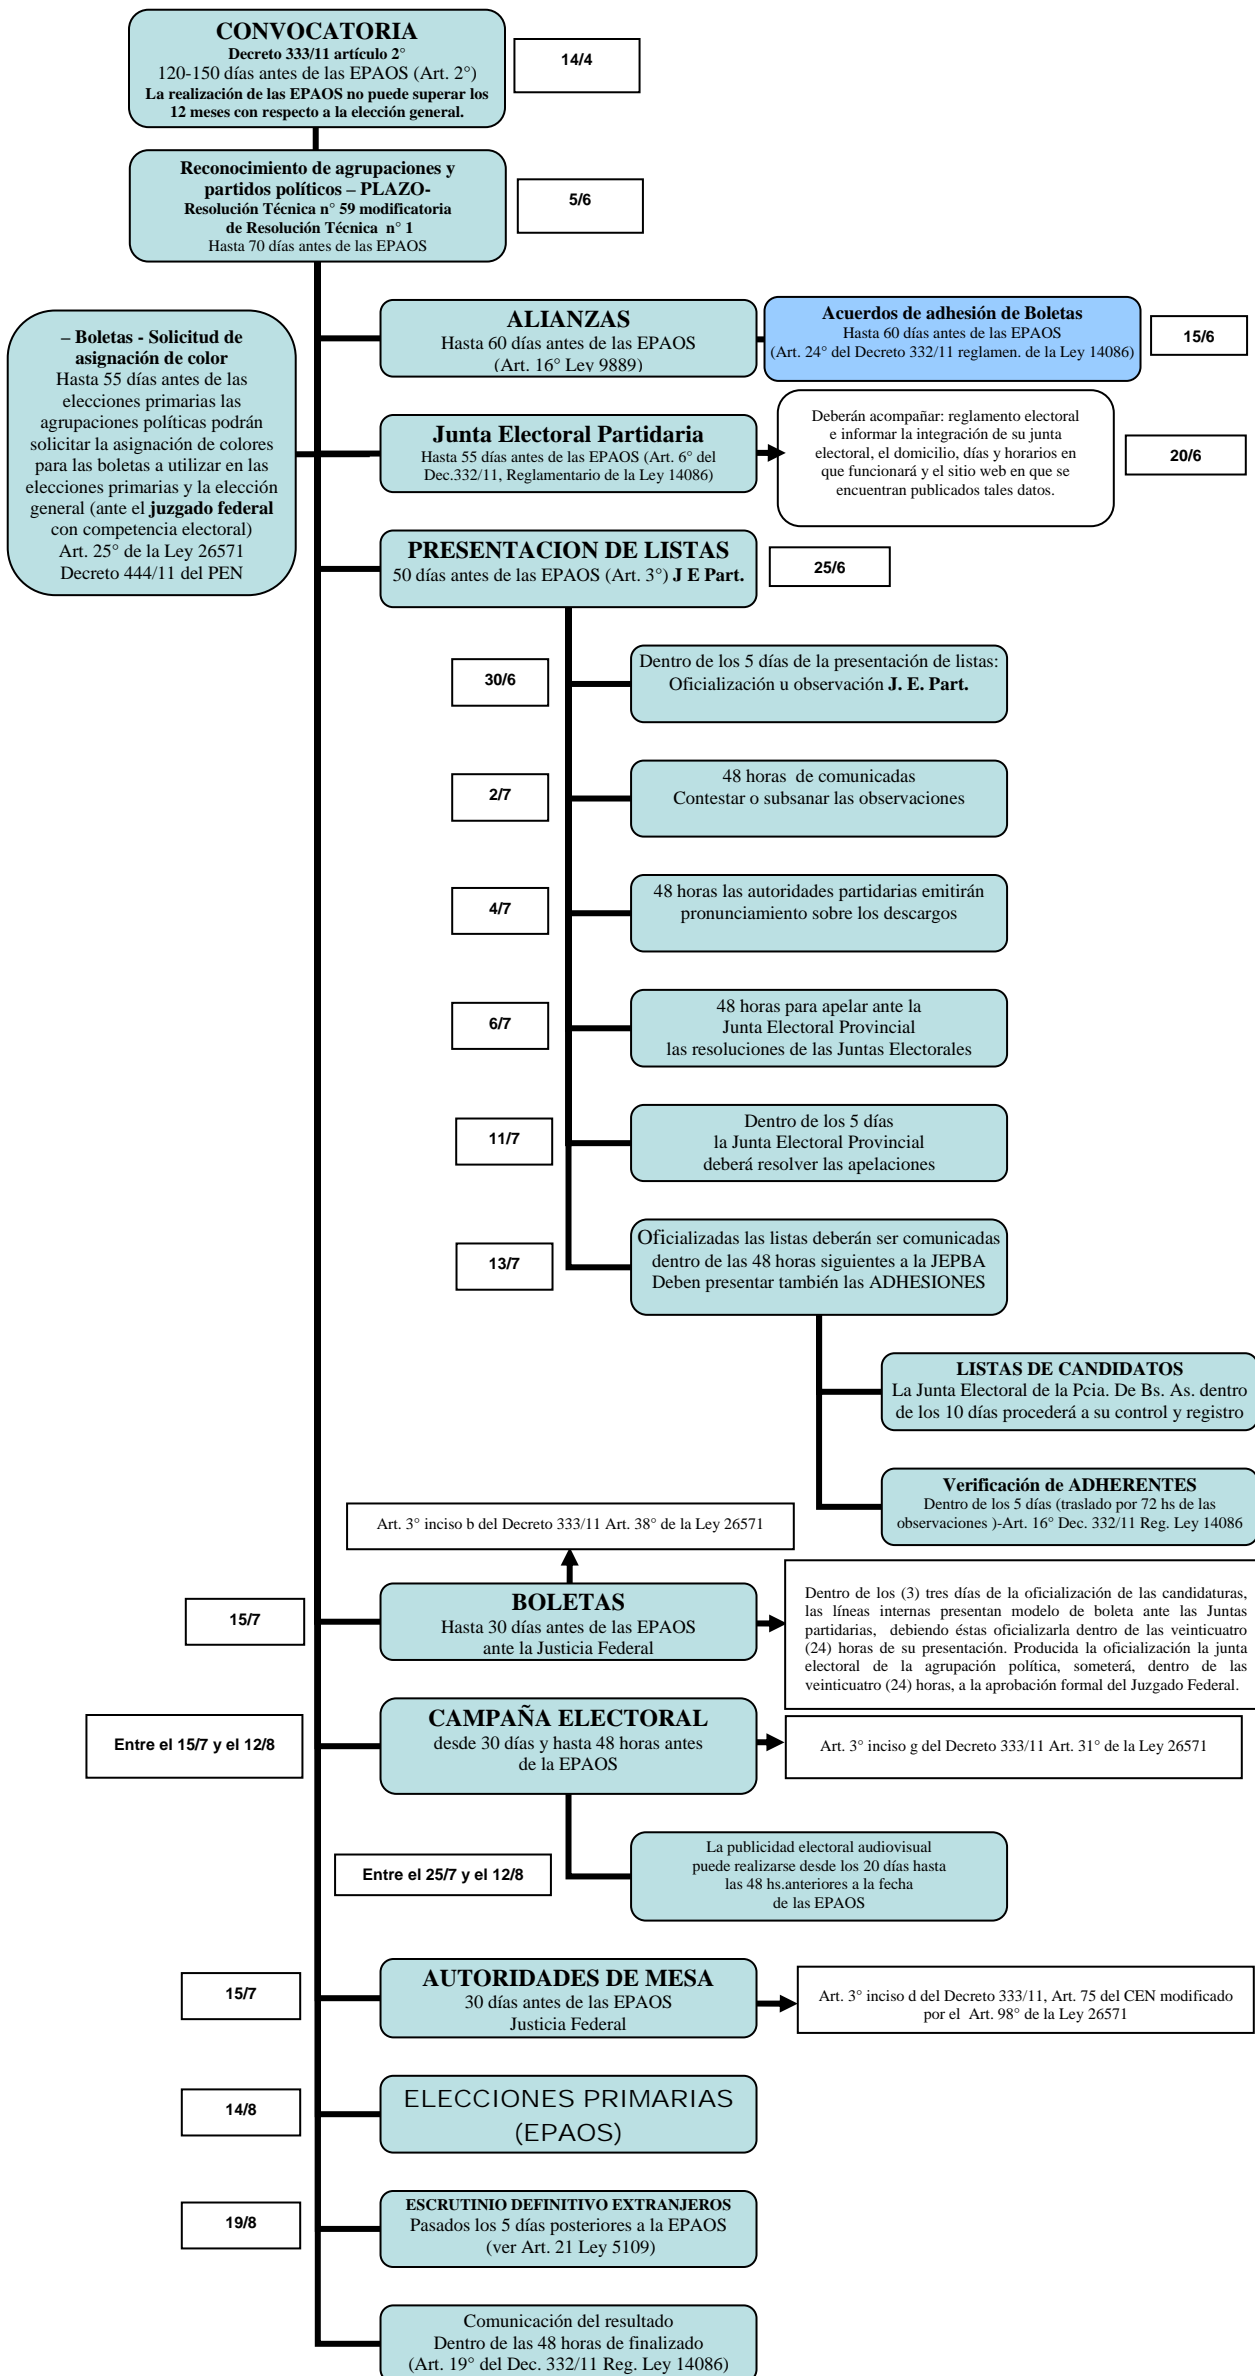 CONVOCATORIA
Decreto 333/11 artículo 2°
120-150 días antes de las EPAOS (Art. 2°)
La realización de las EPAOS no puede superar los
12 meses con respecto a la elección general.
14/4
Reconocimiento de agrupaciones y
partidos políticos – PLAZO-
Resolución Técnica n° 59 modificatoria
de Resolución Técnica n° 1
Hasta 70 días antes de las EPAOS
5/6
– Boletas - Solicitud de
asignación de color
Hasta 55 días antes de las
elecciones primarias las
agrupaciones políticas podrán
solicitar la asignación de colores
para las boletas a utilizar en las
elecciones primarias y la elección
general (ante el juzgado federal
con competencia electoral)
Art. 25° de la Ley 26571
Decreto 444/11 del PEN
ALIANZAS
Hasta 60 días antes de las EPAOS
(Art. 16° Ley 9889)
Acuerdos de adhesión de Boletas
Hasta 60 días antes de las EPAOS
(Art. 24° del Decreto 332/11 reglamen. de la Ley 14086)
15/6
Junta Electoral Partidaria
Hasta 55 días antes de las EPAOS (Art. 6° del
Dec.332/11, Reglamentario de la Ley 14086)
Deberán acompañar: reglamento electoral
e informar la integración de su junta
electoral, el domicilio, días y horarios en
que funcionará y el sitio web en que se
encuentran publicados tales datos.
20/6
PRESENTACION DE LISTAS
50 días antes de las EPAOS (Art. 3°) J E Part.
25/6
30/6
Dentro de los 5 días de la presentación de listas:
Oficialización u observación J. E. Part.
2/7
48 horas de comunicadas
Contestar o subsanar las observaciones
4/7
48 horas las autoridades partidarias emitirán
pronunciamiento sobre los descargos
6/7
48 horas para apelar ante la
Junta Electoral Provincial
las resoluciones de las Juntas Electorales
11/7
Dentro de los 5 días
la Junta Electoral Provincial
deberá resolver las apelaciones
13/7
Oficializadas las listas deberán ser comunicadas
dentro de las 48 horas siguientes a la JEPBA
Deben presentar también las ADHESIONES
LISTAS DE CANDIDATOS
La Junta Electoral de la Pcia. De Bs. As. dentro
de los 10 días procederá a su control y registro
Verificación de ADHERENTES
Dentro de los 5 días (traslado por 72 hs de las
observaciones )-Art. 16° Dec. 332/11 Reg. Ley 14086
Art. 3° inciso b del Decreto 333/11 Art. 38° de la Ley 26571
15/7
BOLETAS
Hasta 30 días antes de las EPAOS
ante la Justicia Federal
Dentro de los (3) tres días de la oficialización de las candidaturas,
las líneas internas presentan modelo de boleta ante las Juntas
partidarias, debiendo éstas oficializarla dentro de las veinticuatro
(24) horas de su presentación. Producida la oficialización la junta
electoral de la agrupación política, someterá, dentro de las
veinticuatro (24) horas, a la aprobación formal del Juzgado Federal.
Entre el 15/7 y el 12/8
CAMPAÑA ELECTORAL
desde 30 días y hasta 48 horas antes
de la EPAOS
Art. 3° inciso g del Decreto 333/11 Art. 31° de la Ley 26571
Entre el 25/7 y el 12/8
La publicidad electoral audiovisual
puede realizarse desde los 20 días hasta
las 48 hs.anteriores a la fecha
de las EPAOS
15/7
AUTORIDADES DE MESA
30 días antes de las EPAOS
Justicia Federal
Art. 3° inciso d del Decreto 333/11, Art. 75 del CEN modificado
por el Art. 98° de la Ley 26571
14/8
ELECCIONES PRIMARIAS
(EPAOS)
19/8
ESCRUTINIO DEFINITIVO EXTRANJEROS
Pasados los 5 días posteriores a la EPAOS
(ver Art. 21 Ley 5109)
Comunicación del resultado
Dentro de las 48 horas de finalizado
(Art. 19° del Dec. 332/11 Reg. Ley 14086)